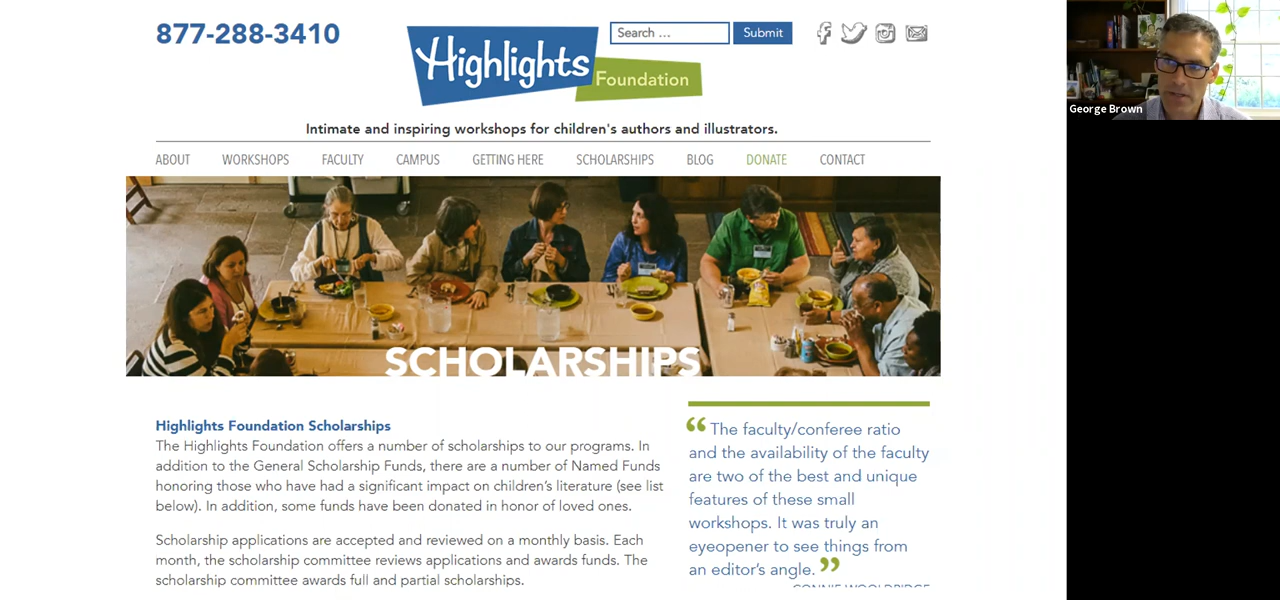 877-288-3410
Highlights
Foundation
Search ...
Submit
George Brown
Intimate and inspiring workshops for children's authors and illustrators.
ABOUT WORKSHOPS FACULTY CAMPUS GETTING HERE SCHOLARSHIPS BLOG DONATE CONTACT
SCHOLARSHIPS
Highlights Foundation Scholarships
The Highlights Foundation offers a number of scholarships to our programs. In
addition to the General Scholarship Funds, there are a number of Named Funds
honoring those who have had a significant impact on children's literature (see list
below). In addition, some funds have been donated in honor of loved ones.
Scholarship applications are accepted and reviewed on a monthly basis. Each
month, the scholarship committee reviews applications and awards funds. The
scholarship committee awards full and partial scholarships.
“ The faculty/conferee ratio
and the availability of the faculty
are two of the best and unique
features of these small
workshops. It was truly an
eyeopener to see things from
an editor's angle. ”
CONNIE WOOLDRIDGE